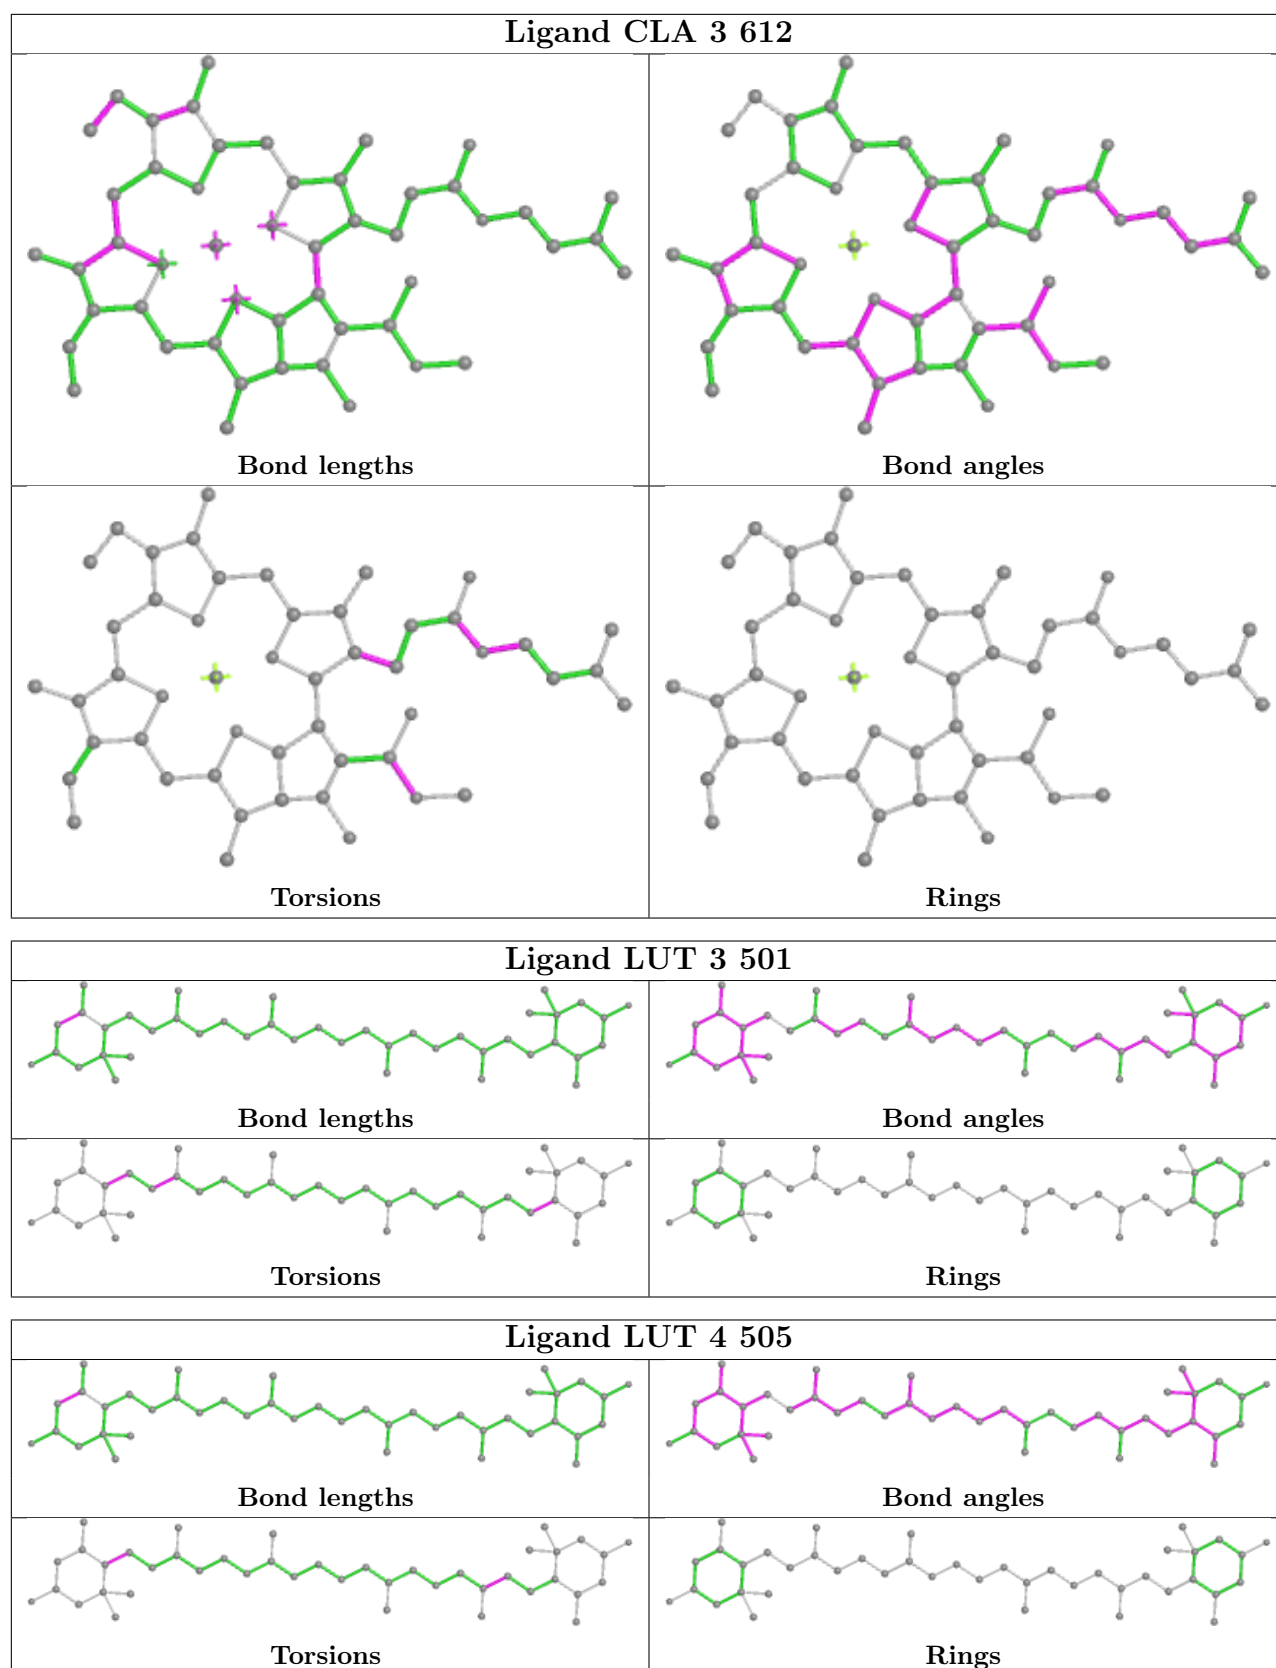 Ligand CLA 3 612
Bond lengths
Bond angles
Torsions
Rings
Ligand LUT 3 501
Bond lengths
Bond angles
Torsions
Rings
Ligand LUT 4 505
Bond lengths
Bond angles
Torsions
Rings